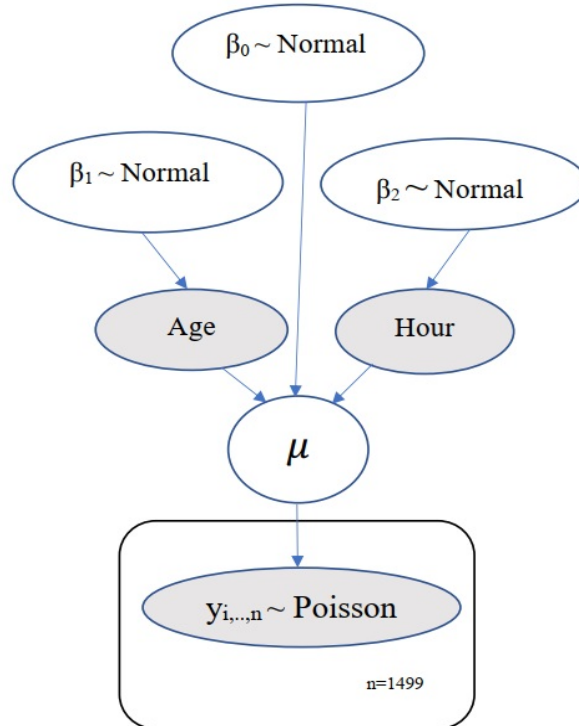 β₀ ~ Normal
β₁ ~ Normal
β₂ ~ Normal
Age
Hour
μ
yᵢ,..,ₙ ~ Poisson
n=1499